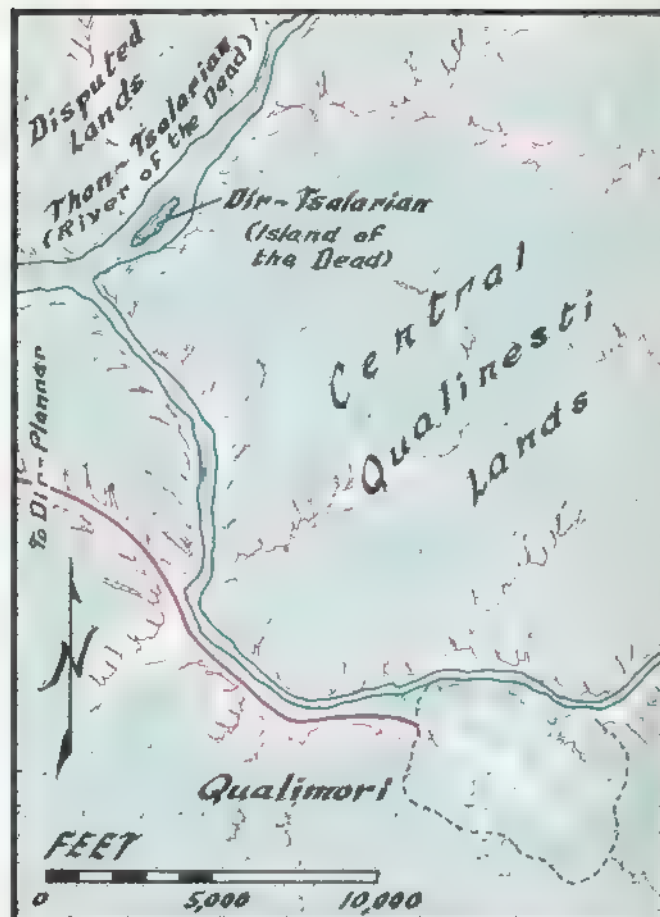 Disputed
Lands
Thon-Tsalarian
(River of the Dead)
Dir-Tsalarian
(Island of
the Dead)
Central
Qualinesti
Lands
To Dir-Plannar
N
Qualimori
FEET
0 5,000 10,000